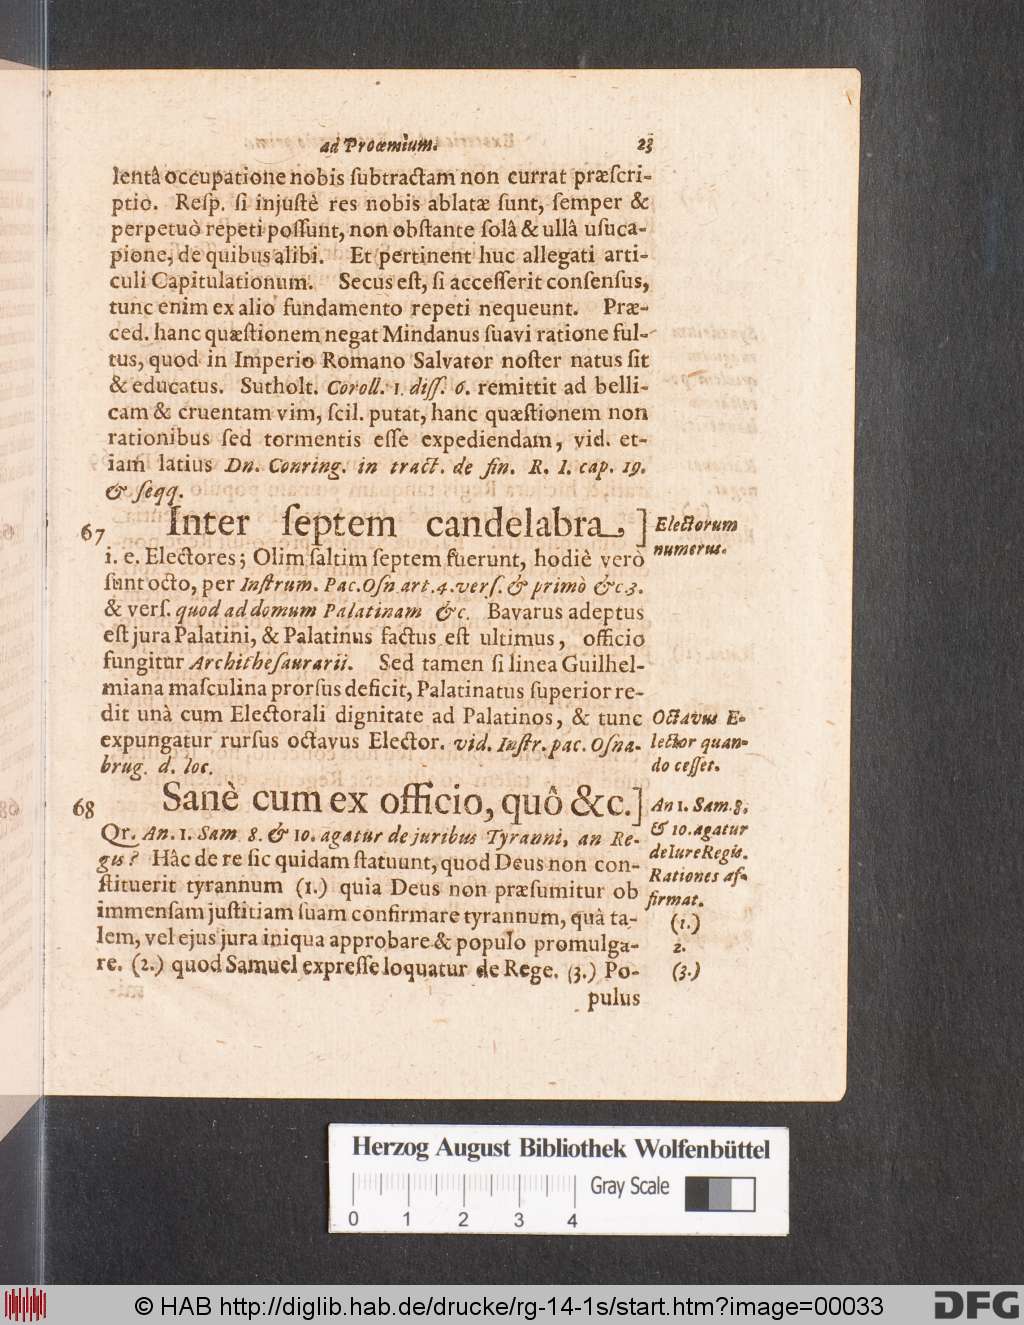 ad Proœmium. 23
lentâ occupatione nobis ſubtractam non currat præſcri-
ptio. Reſp. ſi injuſtè res nobis ablatæ ſunt, ſemper &
perpetuò repeti poſſunt, non obſtante ſolâ & ullâ uſuca-
pione, de quibus alibi. Et pertinent huc allegati arti-
culi Capitulationum. Secus eſt, ſi acceſſerit conſenſus,
tunc enim ex alio fundamento repeti nequeunt. Præ-
ced. hanc quæſtionem negat Mindanus ſuavi ratione ful-
tus, quod in Imperio Romano Salvator noſter natus ſit
& educatus. Sutholt. Coroll. 1. diſſ. 6. remittit ad belli-
cam & cruentam vim, ſcil. putat, hanc quæſtionem non
rationibus ſed tormentis eſſe expediendam, vid. et-
iam latius Dn. Conring. in tract. de fin. R. I. cap. 19.
& ſeqq.
67 Inter ſeptem candelabra.] Electorum
i. e. Electores; Olim ſaltim ſeptem fuerunt, hodiè verò numerus.
ſunt octo, per Inſtrum. Pac. Oſn art. 4. verſ. & primò &c 3.
& verſ. quod ad domum Palatinam &c. Bavarus adeptus
eſt jura Palatini, & Palatinus factus eſt ultimus, officio
fungitur Architheſaurarii. Sed tamen ſi linea Guilhel-
miana maſculina prorſus deficit, Palatinatus ſuperior re-
dit unà cum Electorali dignitate ad Palatinos, & tunc Octavus E-
expungatur rurſus octavus Elector. vid. Inſtr. pac. Oſna- lector quan-
brug. d. loc. do ceſſet.
68 Sanè cum ex officio, quô &c.] An 1. Sam. 8.
Qr. An. 1. Sam 8. & 10. agatur de juribus Tyranni, an Re- & 10. agatur
gis? Hâc de re ſic quidam ſtatuunt, quod Deus non con- de Iure Regis.
ſtituerit tyrannum (1.) quia Deus non præſumitur ob Rationes af-
immenſam juſtitiam ſuam confirmare tyrannum, quà ta- firmat. (1.)
lem, vel ejus jura iniqua approbare & populo promulga- 2.
re. (2.) quod Samuel expreſſe loquatur de Rege. (3.) Po- (3.)
pulus
Herzog August Bibliothek Wolfenbüttel
Gray Scale
0 1 2 3 4
© HAB http://diglib.hab.de/drucke/rg-14-1s/start.htm?image=00033 DFG